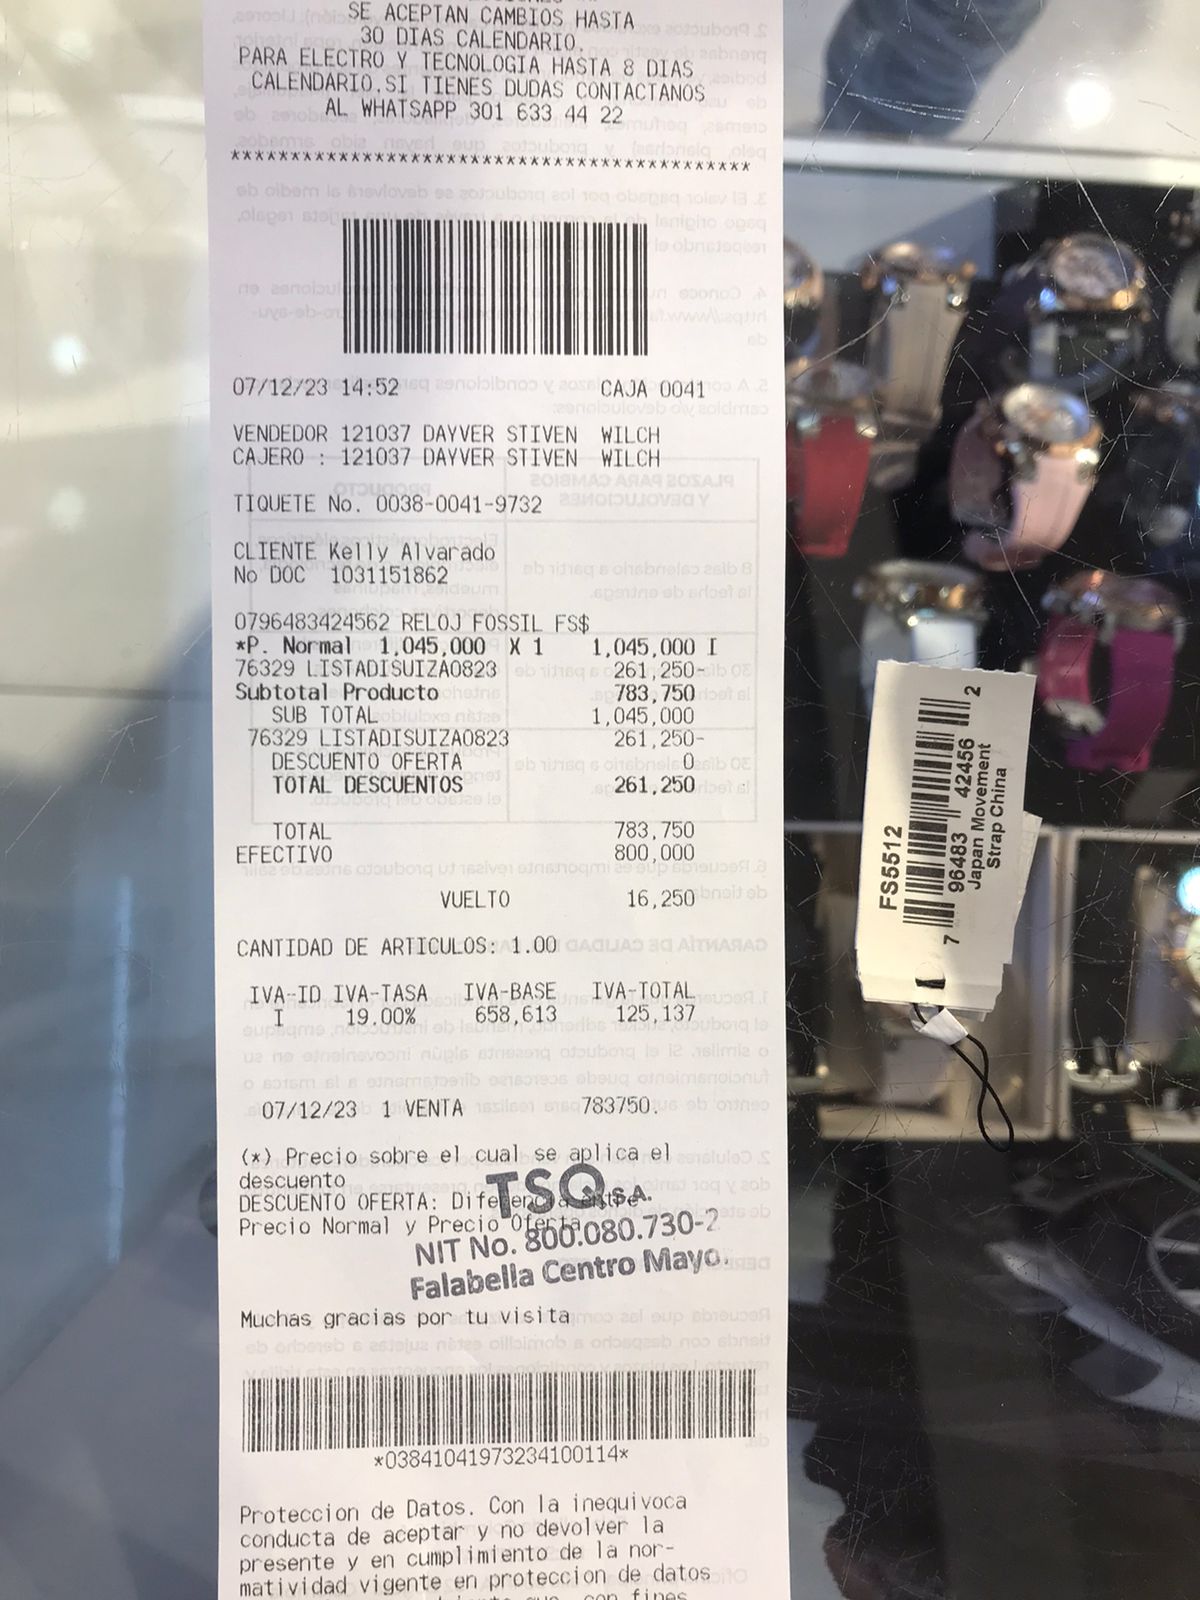 SE ACEPTAN CAMBIOS HASTA
30 DIAS CALENDARIO.
PARA ELECTRO Y TECNOLOGIA HASTA 8 DIAS
CALENDARIO.SI TIENES DUDAS CONTACTANOS
AL WHATSAPP 301 633 44 22
********************************************
07/12/23 14:52 CAJA 0041
VENDEDOR 121037 DAYVER STIVEN WILCH
CAJERO : 121037 DAYVER STIVEN WILCH
TIQUETE No. 0038-0041-9732
CLIENTE Kelly Alvarado
No DOC 1031151862
0796483424562 RELOJ FOSSIL FS$
*P. Normal 1,045,000 X 1 1,045,000 I
76329 LISTADISUIZA0823 261,250-
Subtotal Producto 783,750
SUB TOTAL 1,045,000
76329 LISTADISUIZA0823 261,250-
DESCUENTO OFERTA 0
TOTAL DESCUENTOS 261,250
TOTAL 783,750
EFECTIVO 800,000
VUELTO 16,250
CANTIDAD DE ARTICULOS: 1.00
IVA-ID IVA-TASA IVA-BASE IVA-TOTAL
I 19.00% 658,613 125,137
07/12/23 1 VENTA 783750.
(*) Precio sobre el cual se aplica el
descuento
DESCUENTO OFERTA: Diferencia entre
Precio Normal y Precio Oferta
TSQ S.A.
NIT No. 800.080.730-2
Falabella Centro Mayo.
Muchas gracias por tu visita
*03841041973234100114*
Proteccion de Datos. Con la inequivoca
conducta de aceptar y no devolver la
presente y en cumplimiento de la nor-
matividad vigente en proteccion de datos
FS5512
7 96483 42456 2
Japan Movement
Strap China